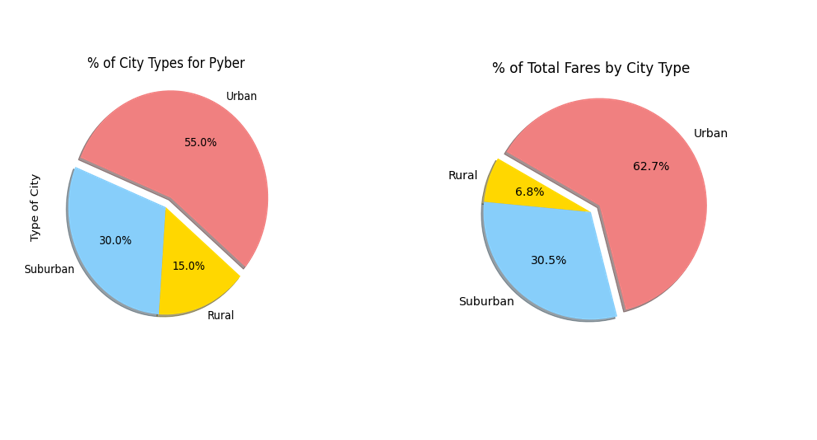 % of City Types for Pyber
Urban
55.0%
Type of City
30.0%
15.0%
Suburban
Rural
% of Total Fares by City Type
Urban
62.7%
Rural
6.8%
30.5%
Suburban